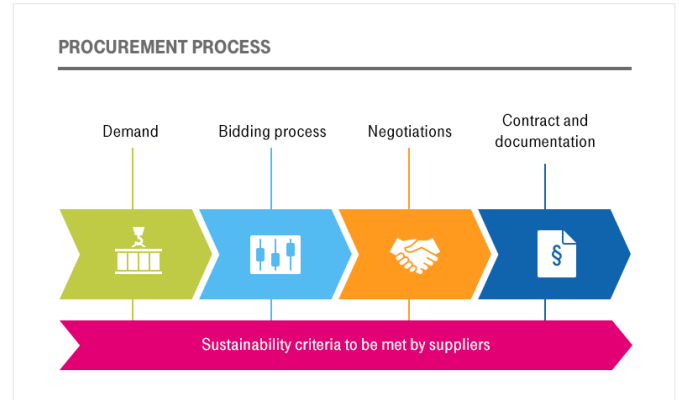 PROCUREMENT PROCESS
Demand
Bidding process
Negotiations
Contract and
documentation
§
Sustainability criteria to be met by suppliers